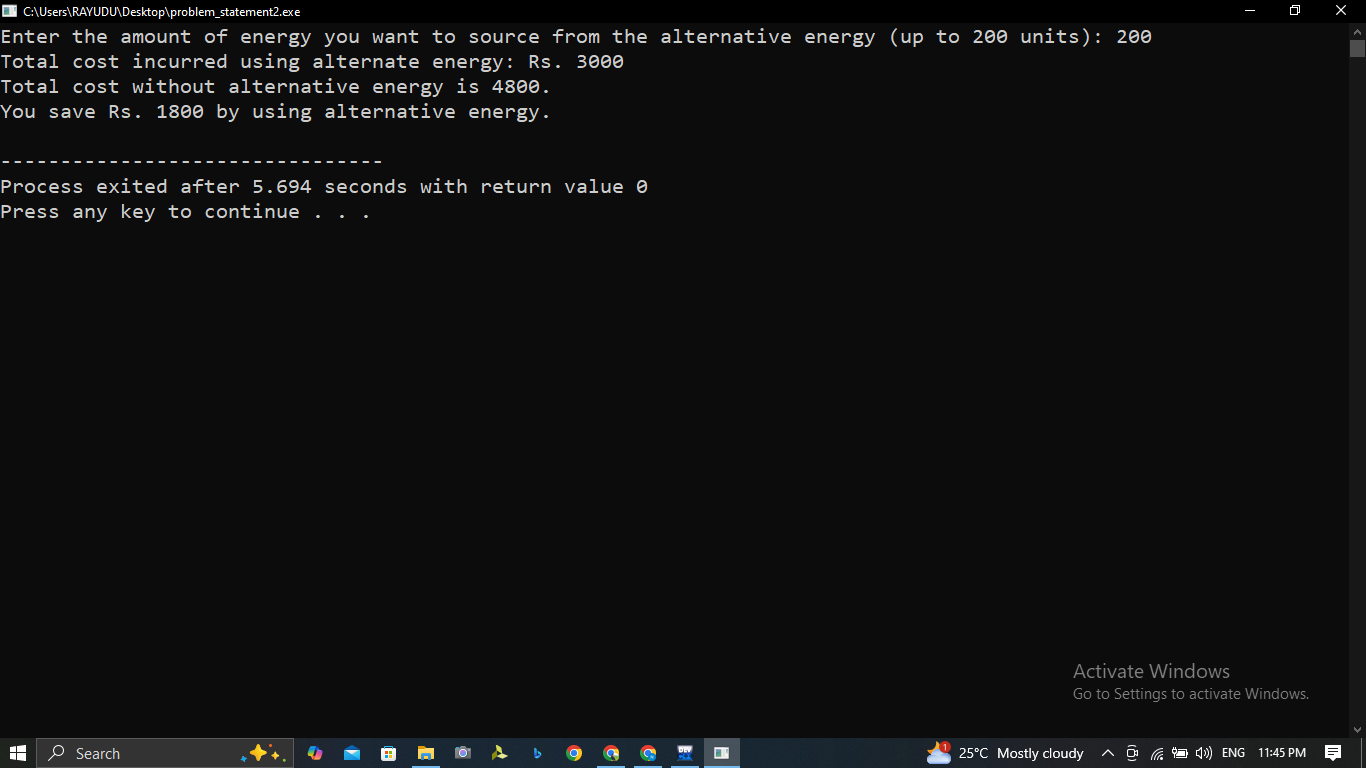 C:\Users\RAYUDU\Desktop\problem_statement2.exe
Enter the amount of energy you want to source from the alternative energy (up to 200 units): 200
Total cost incurred using alternate energy: Rs. 3000
Total cost without alternative energy is 4800.
You save Rs. 1800 by using alternative energy.
--------------------------------
Process exited after 5.694 seconds with return value 0
Press any key to continue . . .
Activate Windows
Go to Settings to activate Windows.
Search
1
25°C Mostly cloudy
ENG
11:45 PM